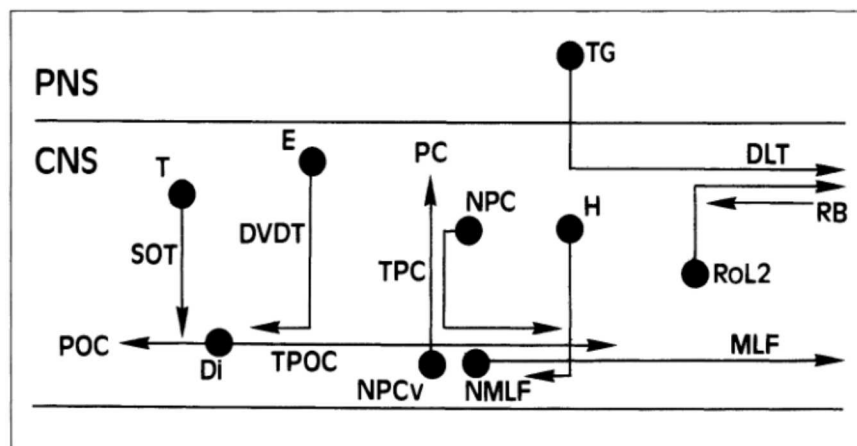 TG
PNS
CNS
T
E
PC
NPC
H
DLT
RB
SOT
DVDT
TPC
RoL2
POC
Di
TPOC
NPCv
NMLF
MLF